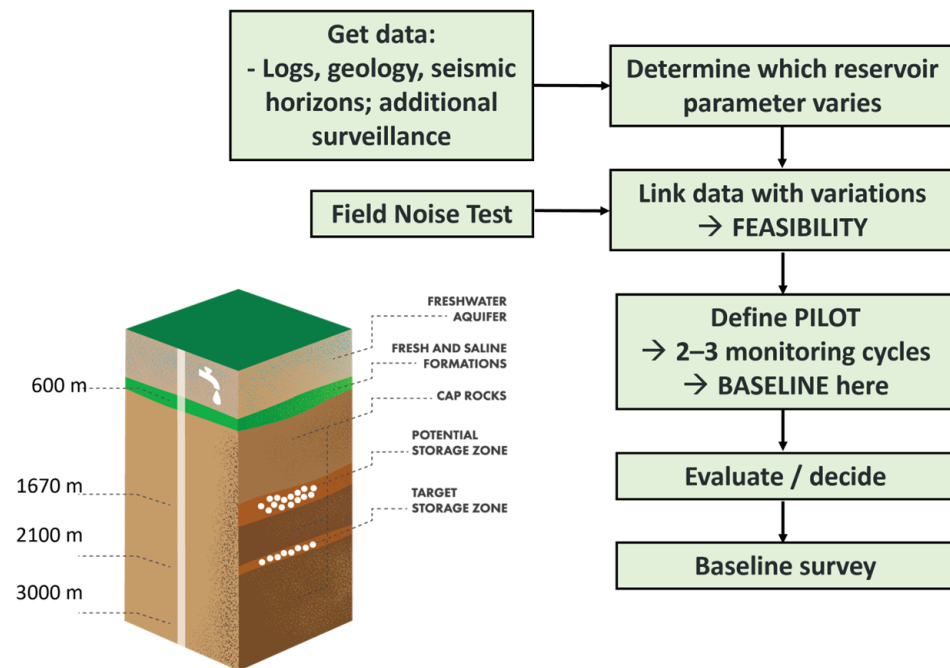 Get data:
- Logs, geology, seismic
horizons; additional
surveillance
Determine which reservoir
parameter varies
Field Noise Test
Link data with variations
→ FEASIBILITY
Define PILOT
→ 2–3 monitoring cycles
→ BASELINE here
Evaluate / decide
Baseline survey
FRESHWATER
AQUIFER
FRESH AND SALINE
FORMATIONS
CAP ROCKS
POTENTIAL
STORAGE ZONE
TARGET
STORAGE ZONE
600 m
1670 m
2100 m
3000 m